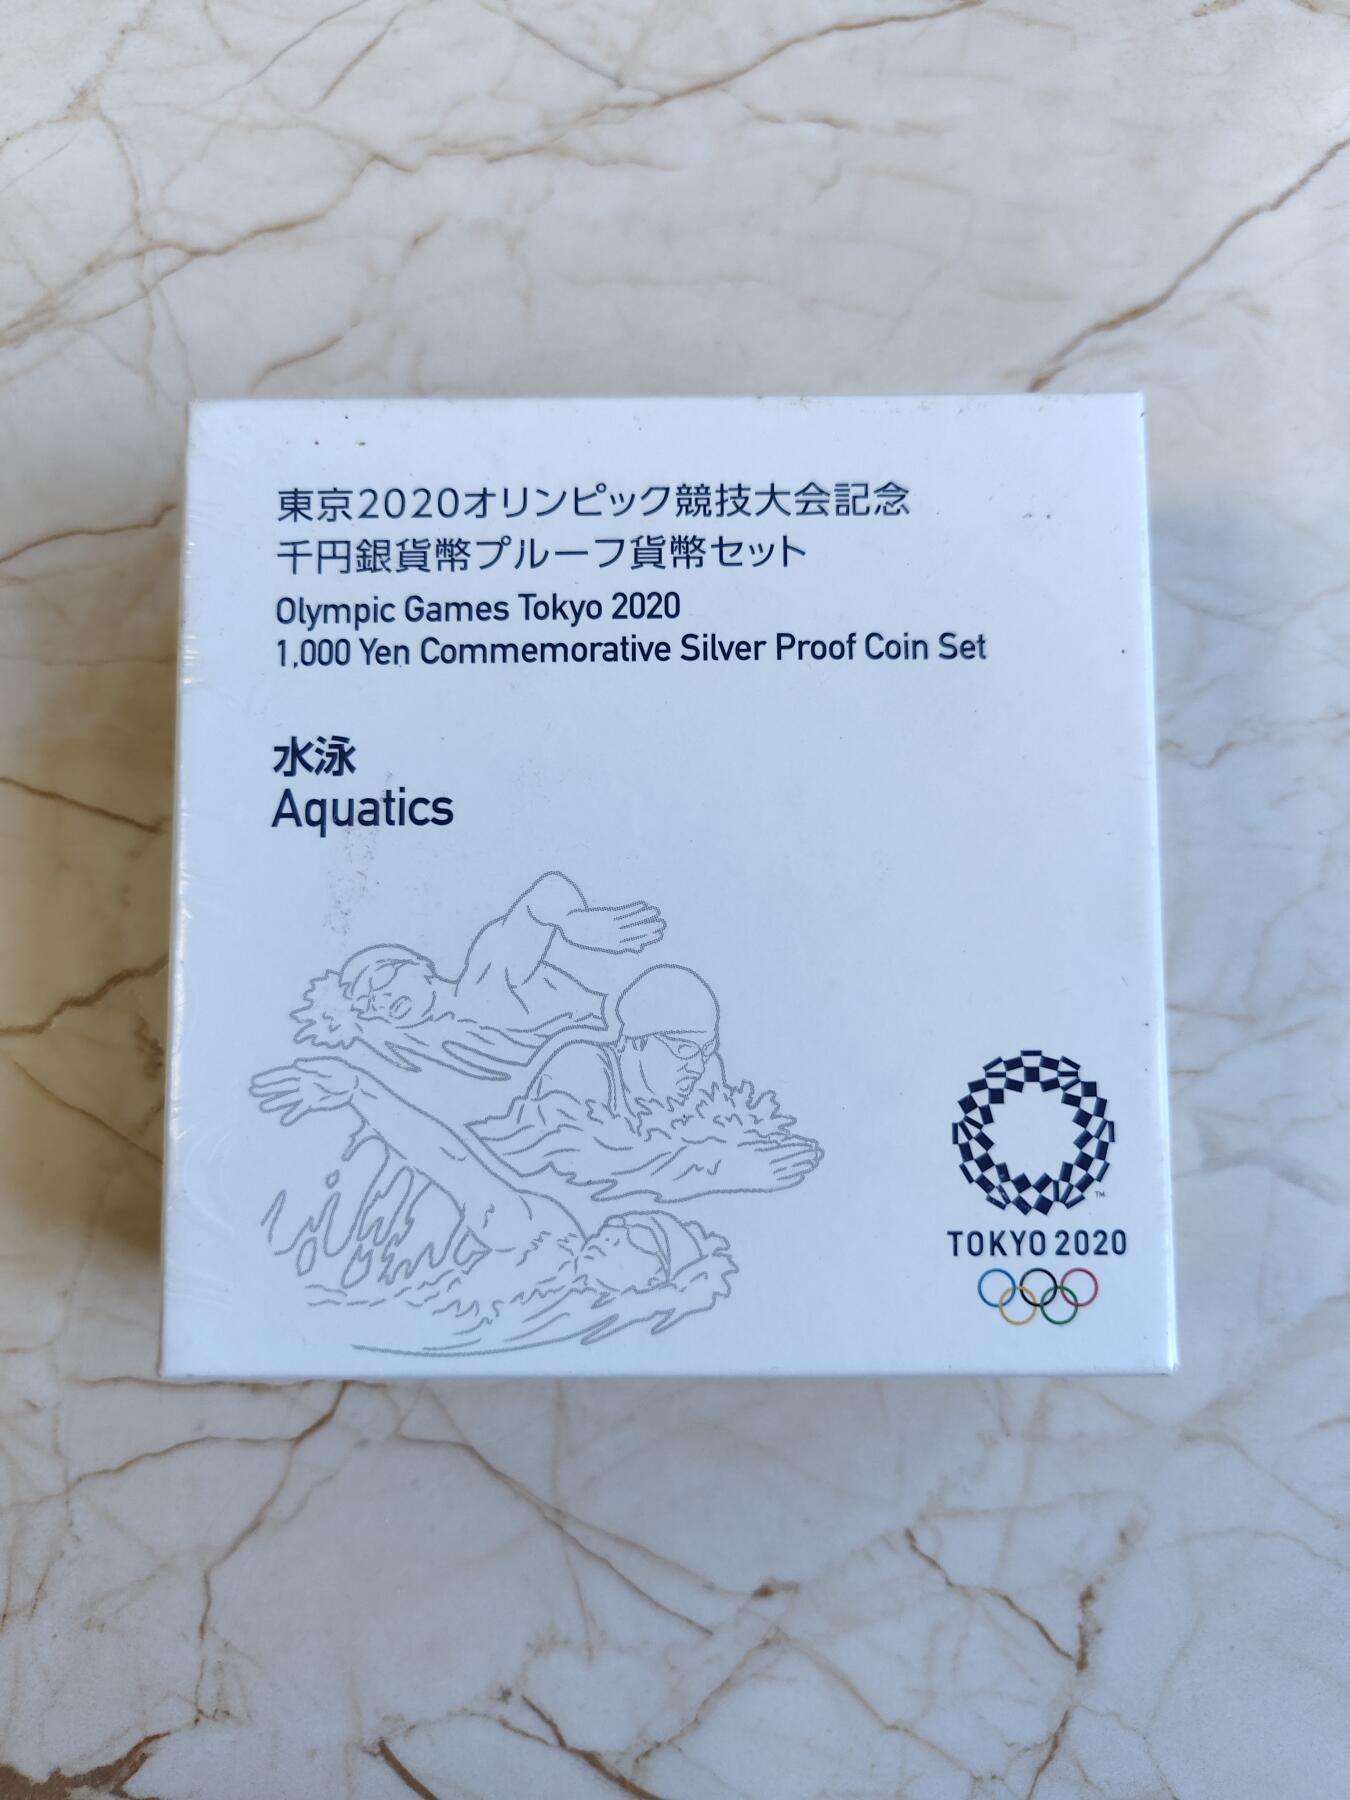 東京2020オリンピック競技大会記念
千円銀貨幣プルーフ貨幣セット
Olympic Games Tokyo 2020
1,000 Yen Commemorative Silver Proof Coin Set
水泳
Aquatics
TM
TOKYO 2020